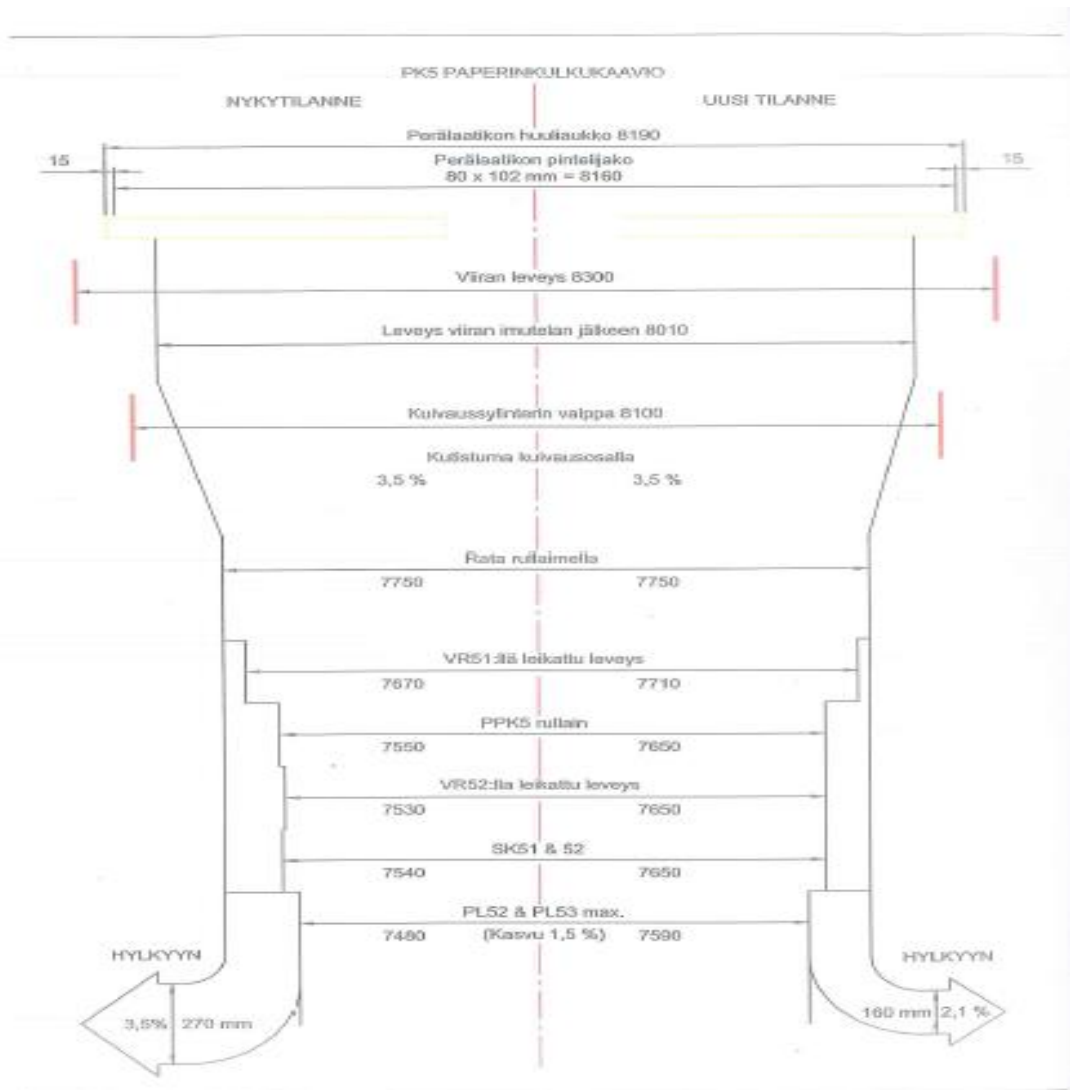 PK5 PAPERINKULKUKAAVIO
NYKYTILANNE
UUSI TILANNE
Perälaatikon huuliaukko 8190
15
Perälaatikon pintelijako
15
80 x 102 mm = 8160
Viiran leveys 8300
Leveys viiran imutelan jälkeen 8010
Kuivaussylinterin vaippa 8100
Kutistuma kuivausosalla
3,5 %
3,5 %
Rata rullaimella
7750
7750
VR51:llä leikattu leveys
7670
7710
PPK5 rullain
7550
7650
VR52:lla leikattu leveys
7530
7650
SK51 & 52
7540
7650
PL52 & PL53 max.
7480
(Kasvu 1,5 %)
7590
HYLKYYN
HYLKYYN
3,5%
270 mm
160 mm
2,1 %